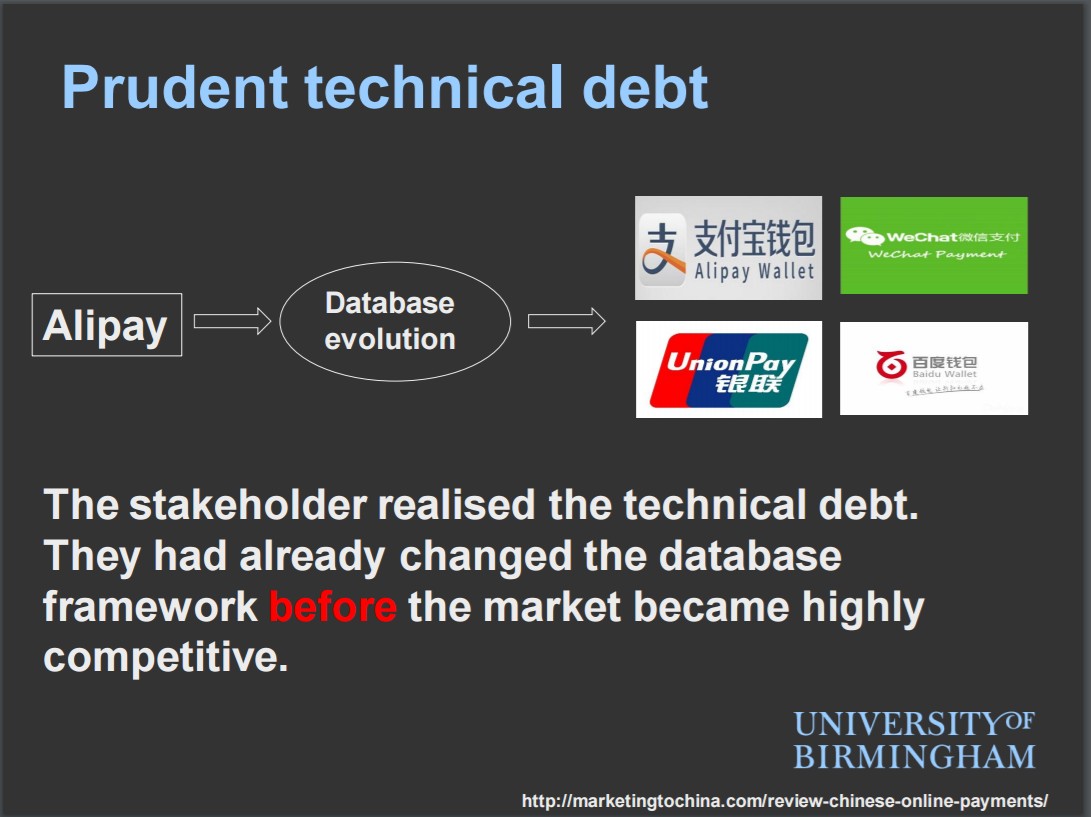 Prudent technical debt
Alipay
Database
evolution
支
支付宝钱包
Alipay Wallet
WeChat微信支付
WeChat Payment
UnionPay
银联
百度钱包
Baidu Wallet
The stakeholder realised the technical debt.
They had already changed the database
framework before the market became highly
competitive.
UNIVERSITY OF
BIRMINGHAM
http://marketingtochina.com/review-chinese-online-payments/